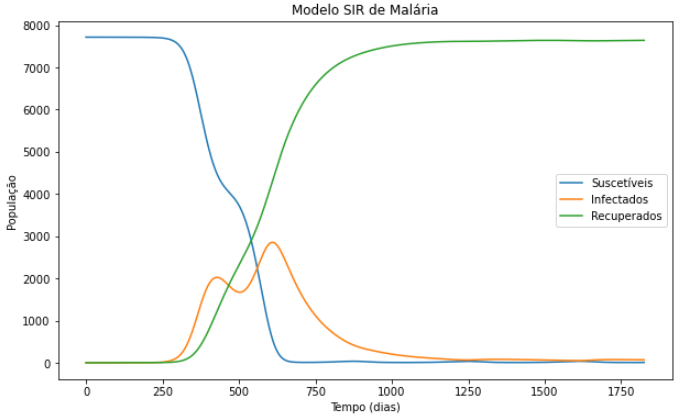 Modelo SIR de Malária
8000
7000
6000
5000
4000
3000
2000
1000
0
População
Suscetíveis
Infectados
Recuperados
0 250 500 750 1000 1250 1500 1750
Tempo (dias)